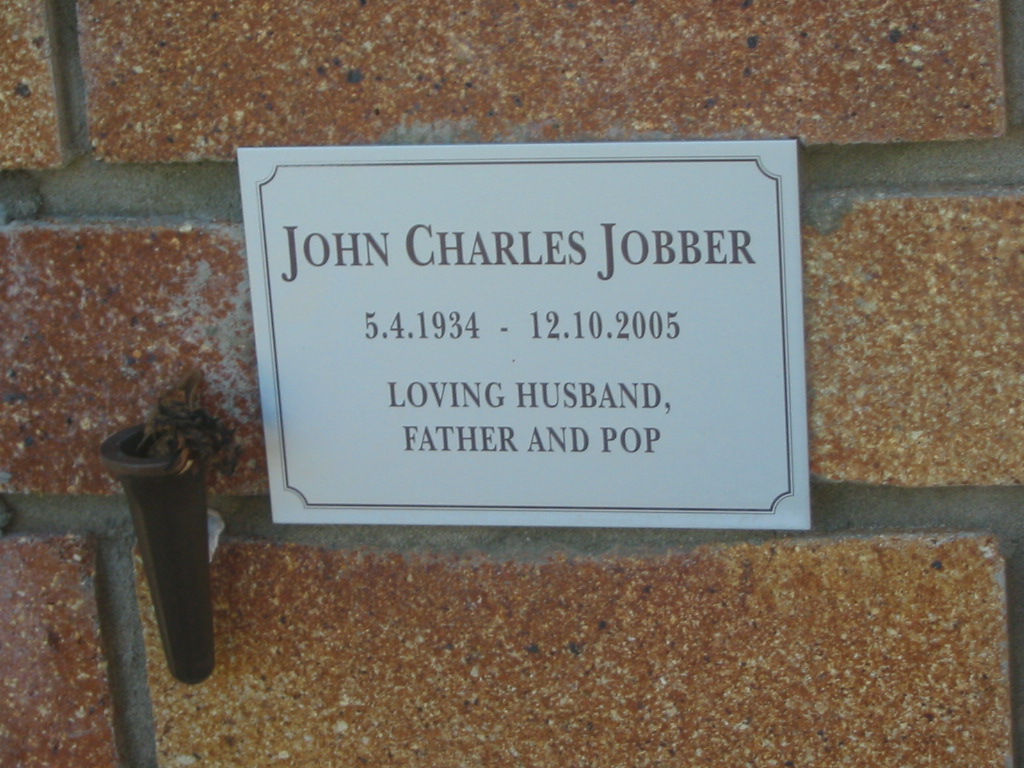 JOHN CHARLES JOBBER
5.4.1934 - 12.10.2005
LOVING HUSBAND,
FATHER AND POP